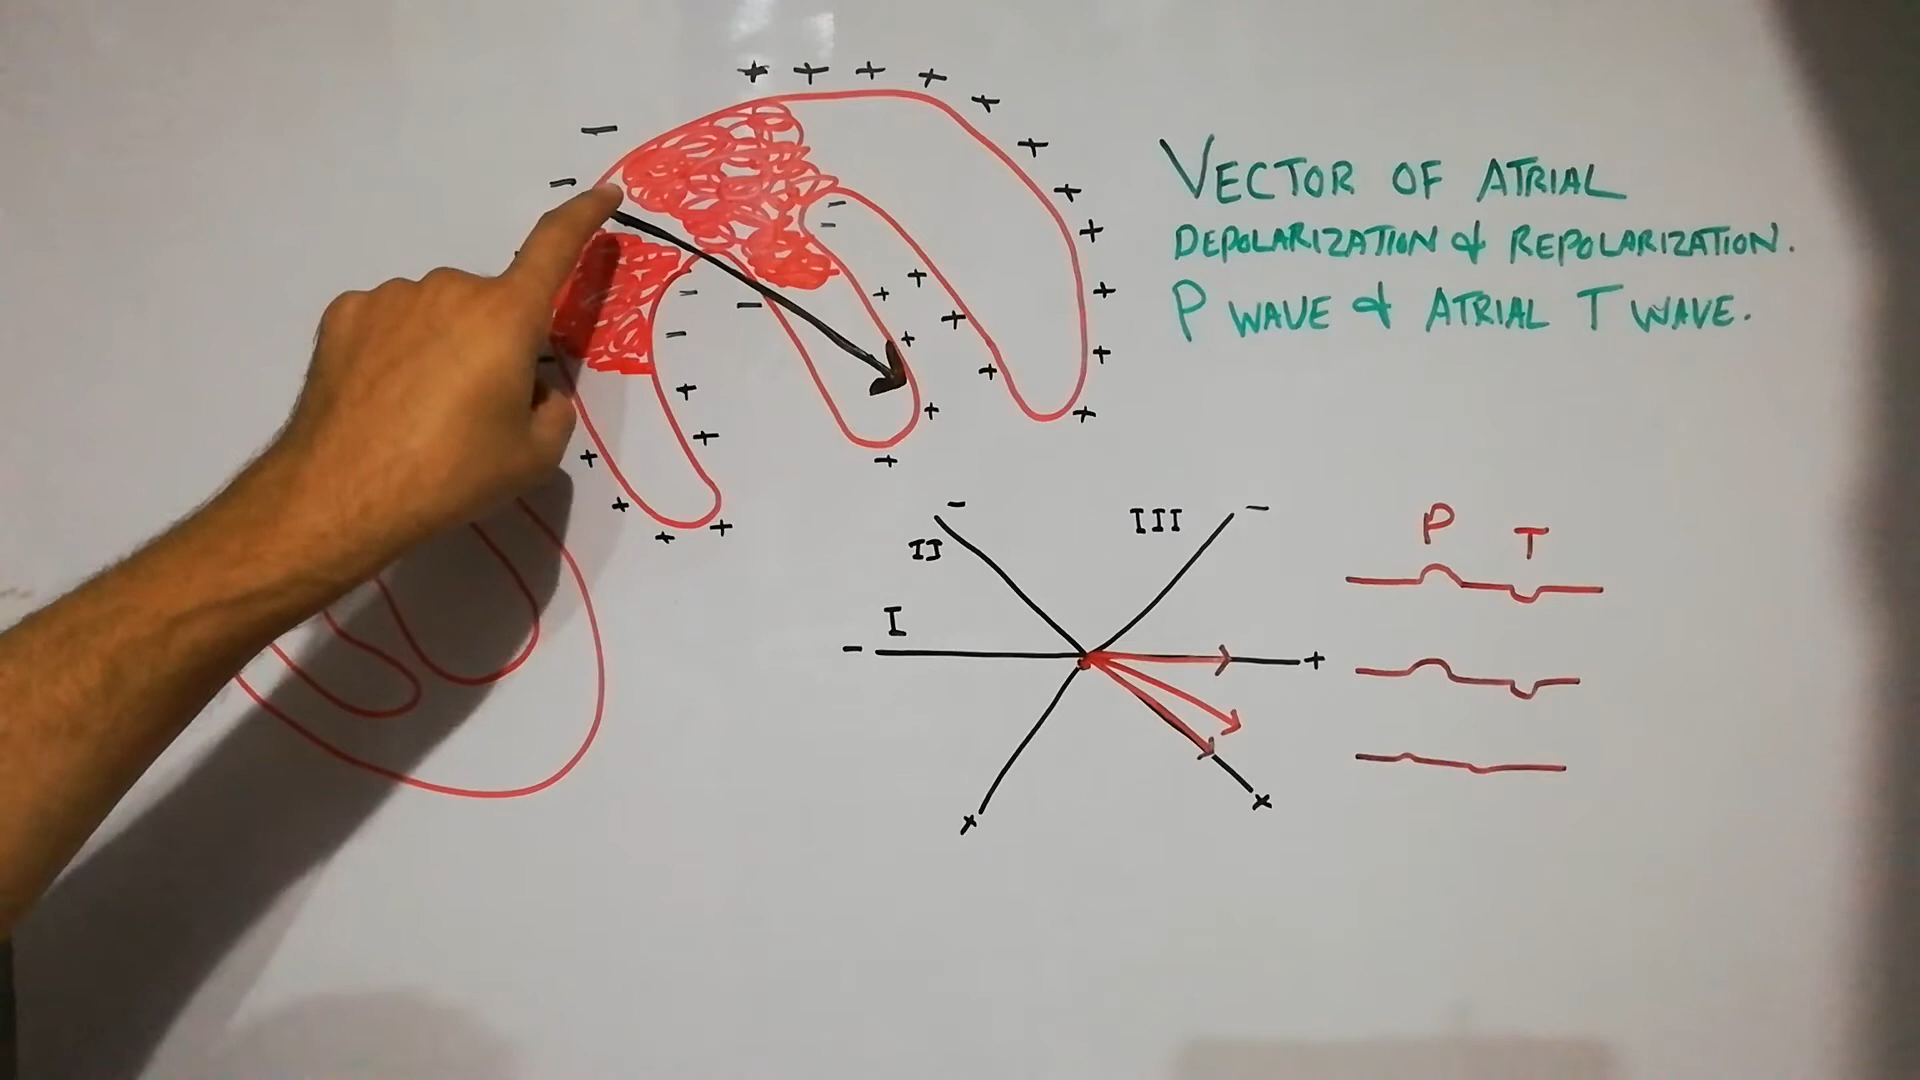 VECTOR OF ATRIAL
DEPOLARIZATION & REPOLARIZATION.
P WAVE & ATRIAL T WAVE.
II
III
I
P
T